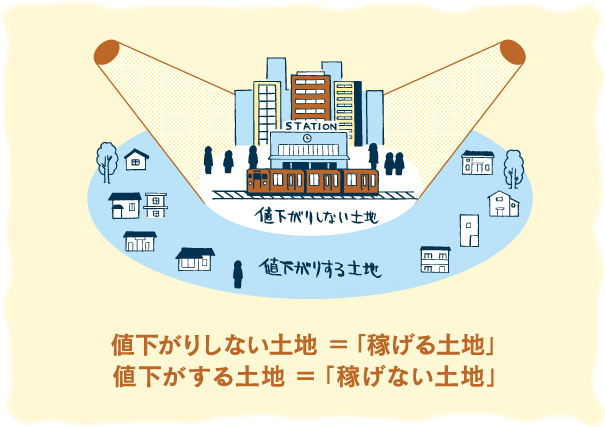 STATION
値下がりしない土地
値下がりする土地
値下がりしない土地 ＝「稼げる土地」
値下がする土地 ＝「稼げない土地」